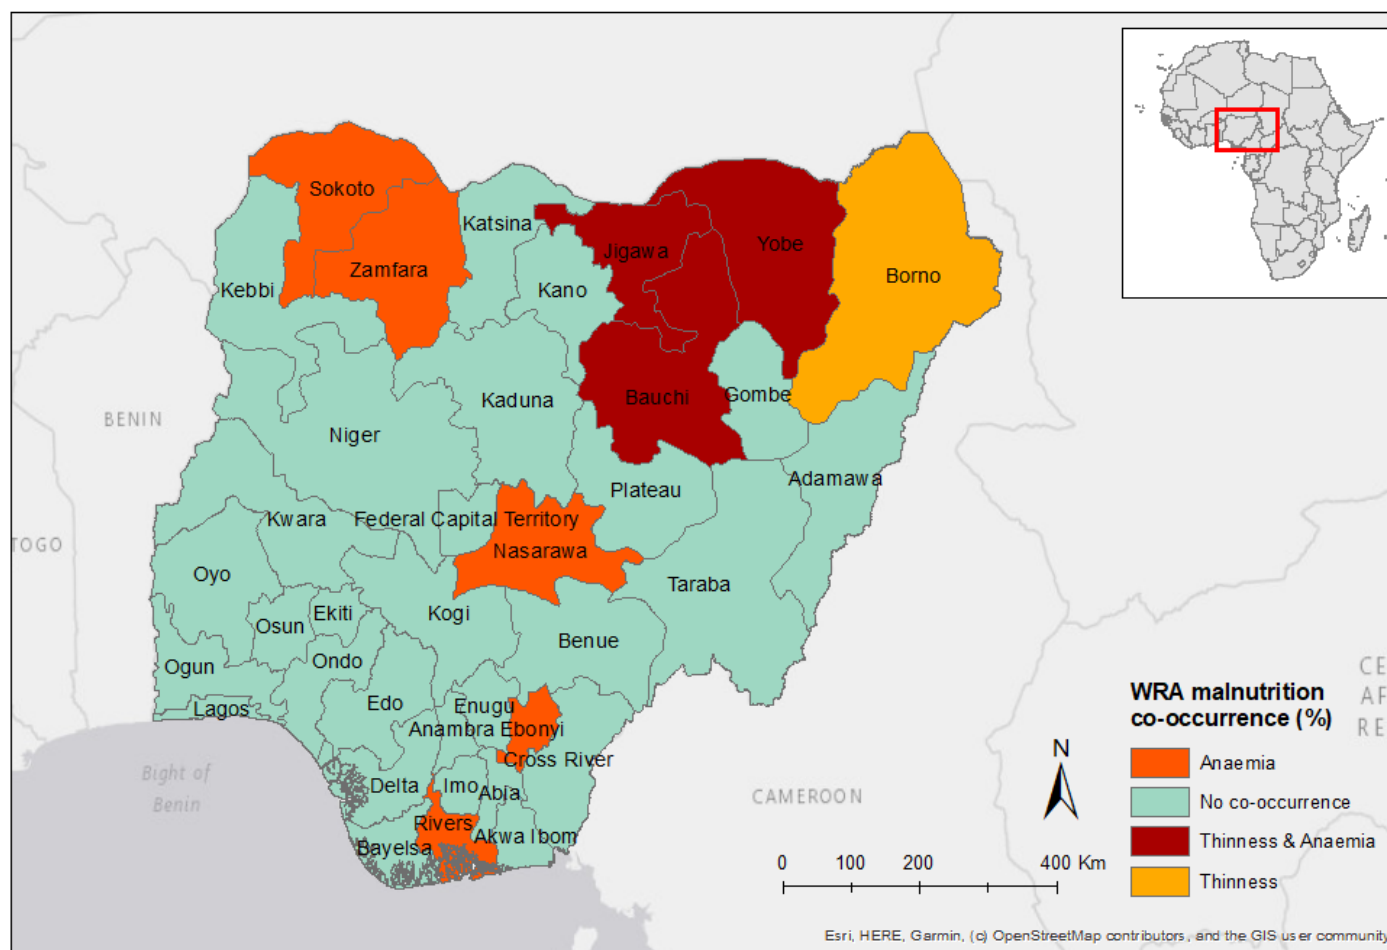 Sokoto
Katsina
Zamfara
Jigawa
Yobe
Borno
Kebbi
Kano
Kaduna
Bauchi
Gombe
BENIN
Niger
Adamawa
Plateau
Kwara
Federal Capital Territory
TOGO
Nasarawa
Oyo
Taraba
Ekiti
Kogi
Osun
Benue
Ogun
Ondo
Lagos
Edo
Enugu
Anambra
Ebonyi
Cross River
Bight of
Benin
Delta
Imo
Abia
Rivers
Akwa Ibom
Bayelsa
CAMEROON
CE
AF
RE
N
0 100 200 400 Km
WRA malnutrition
co-occurrence (%)
Anaemia
No co-occurrence
Thinness & Anaemia
Thinness
Esri, HERE, Garmin, (c) OpenStreetMap contributors, and the GIS user community